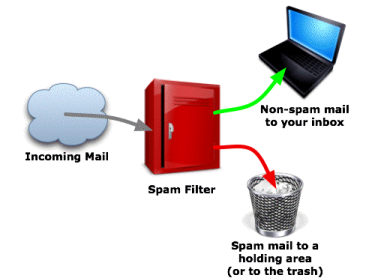 Incoming Mail
Spam Filter
Non-spam mail
to your inbox
Spam mail to a
holding area
(or to the trash)